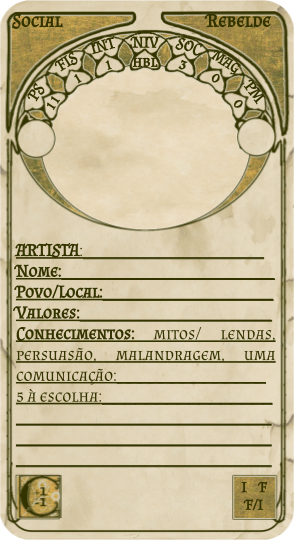 Social Rebelde
PS FIS INT NIV SOC MAG PM
11 1 1 HBL 3 0 0
ARTISTA:
Nome:
Povo/Local:
Valores:
Conhecimentos: mitos/ lendas,
persuasão, malandragem, uma
comunicação:
5 à escolha:
C 1 I F
-1 F/I